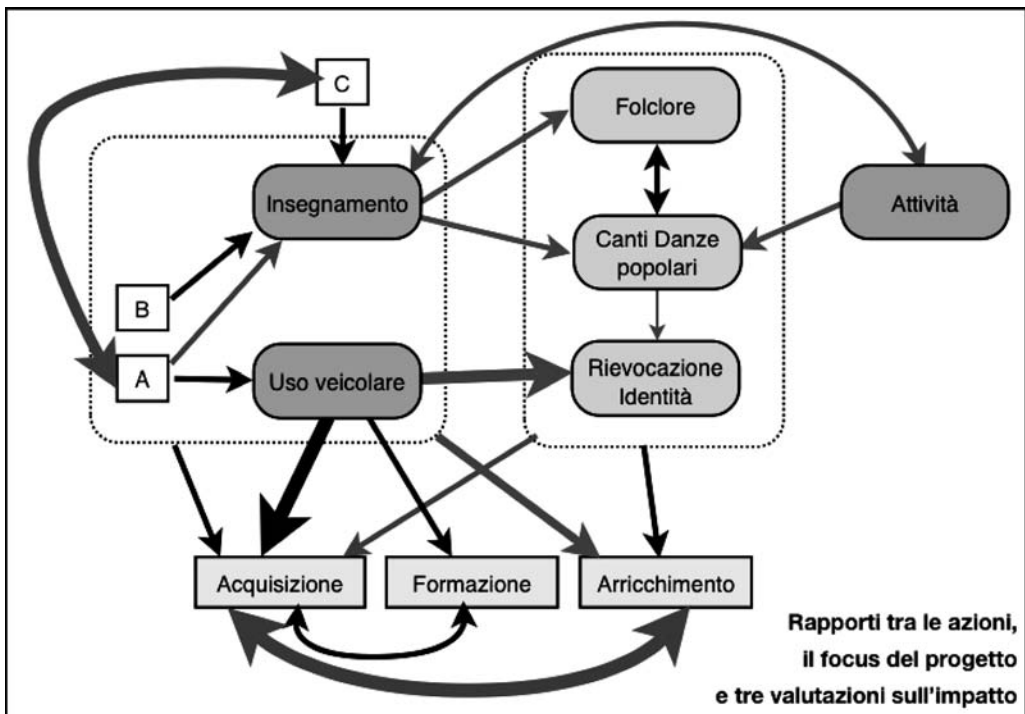 C
Folclore
Insegnamento
Attività
Canti Danze
popolari
B
A
Uso veicolare
Rievocazione
Identità
Acquisizione
Formazione
Arricchimento
Rapporti tra le azioni,
il focus del progetto
e tre valutazioni sull'impatto